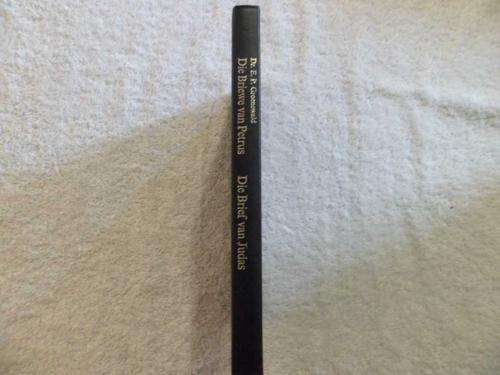 Dr. E. P. Groenewald
Die Briewe van Petrus
Die Brief van Judas